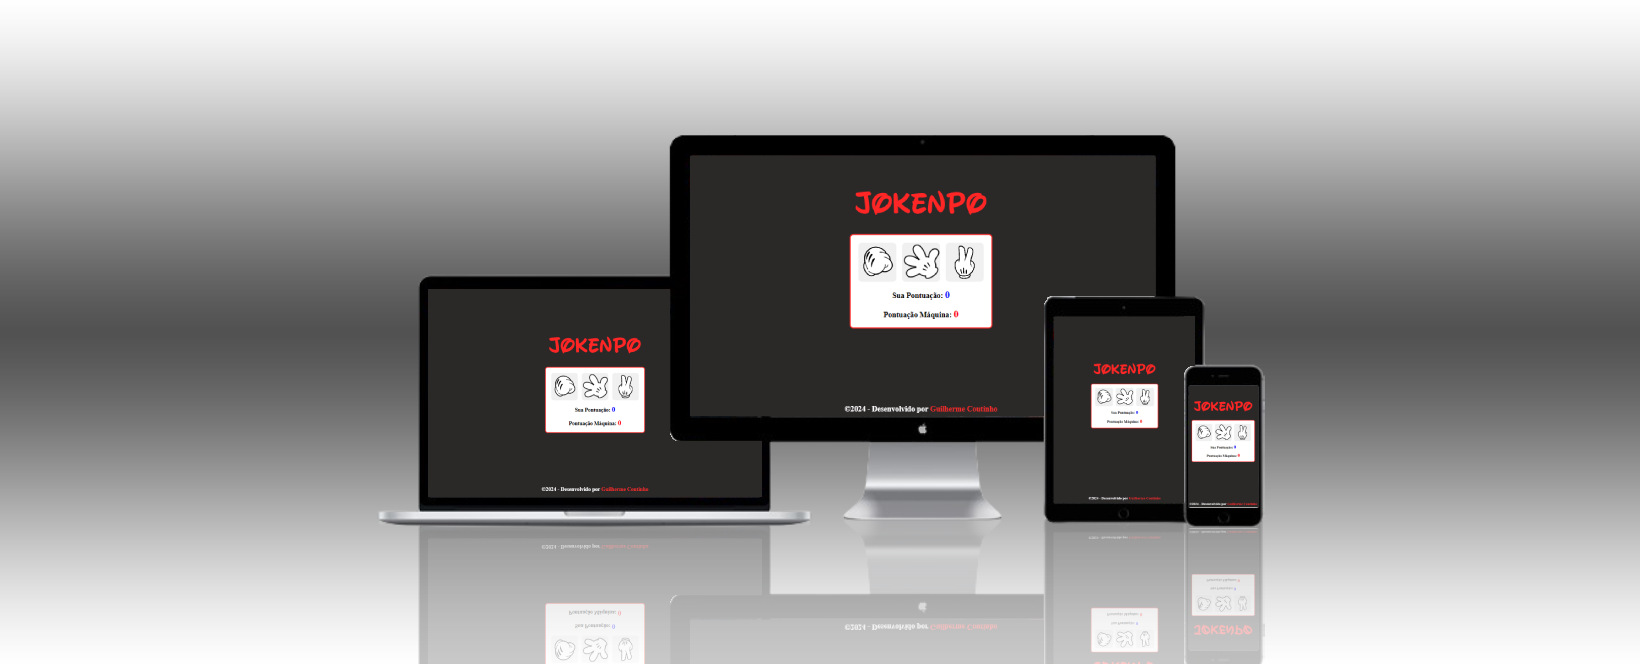 JOKENPO
Sua Pontuação: 0
Pontuação Máquina: 0
©2024 - Desenvolvido por Guilherme Coutinho
JOKENPO
Sua Pontuação: 0
Pontuação Máquina: 0
©2024 - Desenvolvido por Guilherme Coutinho
JOKENPO
Sua Pontuação: 0
Pontuação Máquina: 0
©2024 - Desenvolvido por Guilherme Coutinho
JOKENPO
Sua Pontuação: 0
Pontuação Máquina: 0
©2024 - Desenvolvido por Guilherme Coutinho